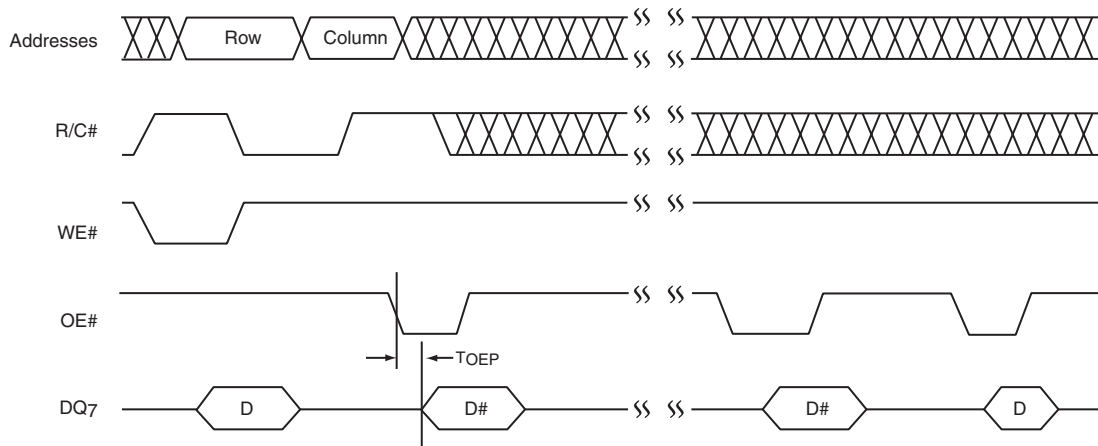 Addresses
Row
Column
R/C#
WE#
OE#
TOEP
DQ7
D
D#
D#
D